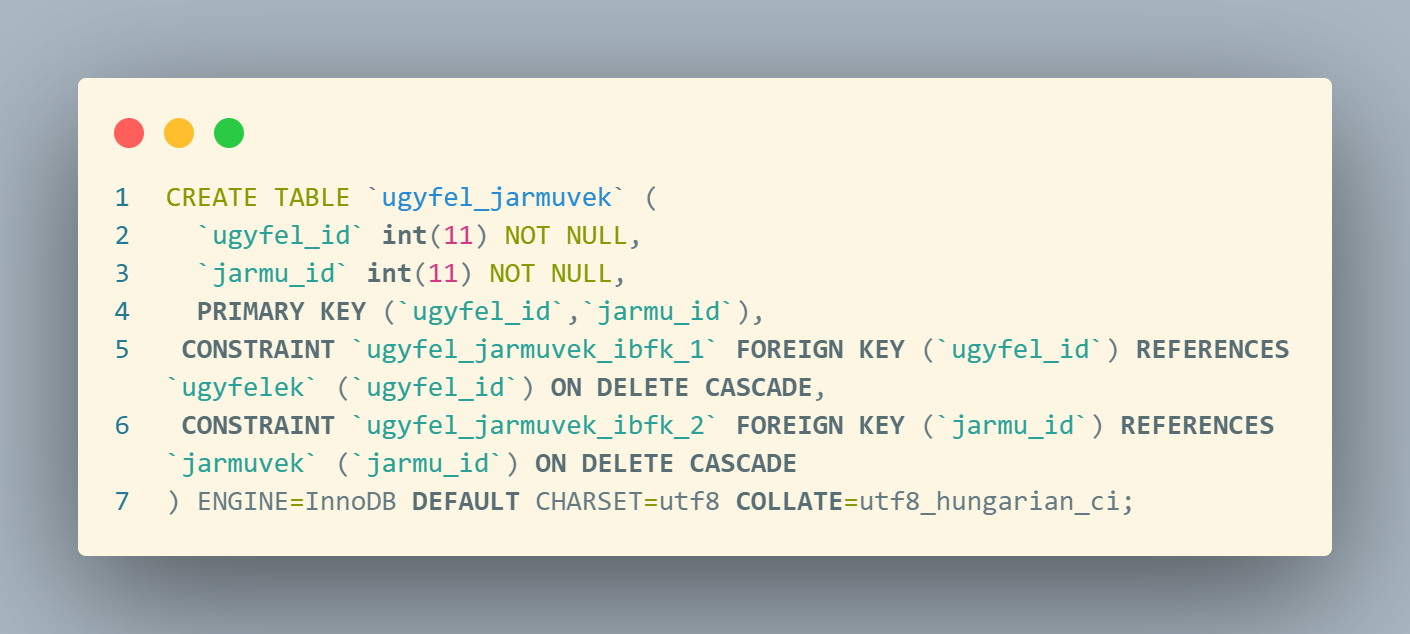 1 CREATE TABLE `ugyfel_jarmuvek` (
2 `ugyfel_id` int(11) NOT NULL,
3 `jarmu_id` int(11) NOT NULL,
4 PRIMARY KEY (`ugyfel_id`,`jarmu_id`),
5 CONSTRAINT `ugyfel_jarmuvek_ibfk_1` FOREIGN KEY (`ugyfel_id`) REFERENCES
`ugyfelek` (`ugyfel_id`) ON DELETE CASCADE,
6 CONSTRAINT `ugyfel_jarmuvek_ibfk_2` FOREIGN KEY (`jarmu_id`) REFERENCES
`jarmuvek` (`jarmu_id`) ON DELETE CASCADE
7 ) ENGINE=InnoDB DEFAULT CHARSET=utf8 COLLATE=utf8_hungarian_ci;